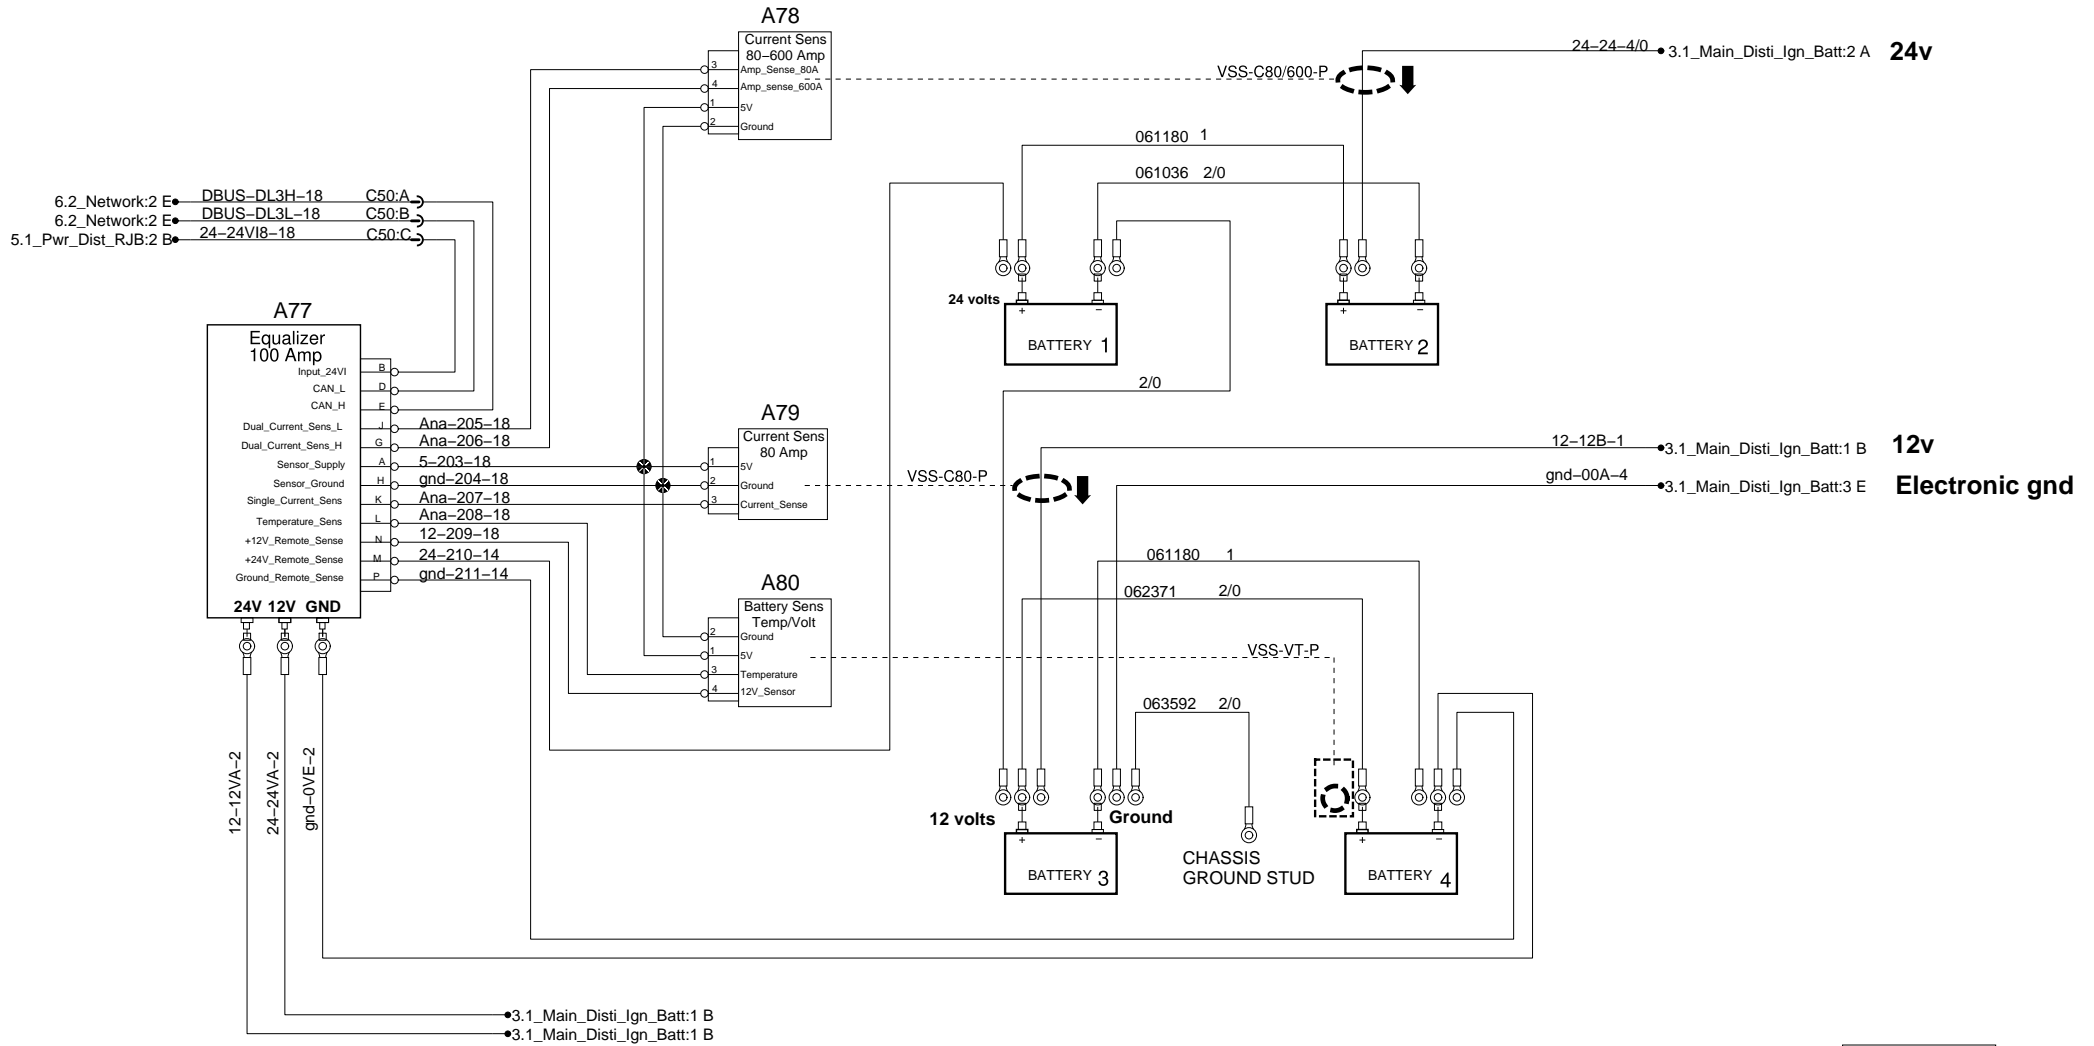 A78
Current Sens
80–600 Amp
3 Amp_Sense_80A
4 Amp_sense_600A
1 5V
2 Ground
VSS-C80/600-P
24–24–4/0
3.1_Main_Disti_Ign_Batt:2 A
24v
061180 1
061036 2/0
6.2_Network:2 E DBUS–DL3H–18 C50:A
6.2_Network:2 E DBUS–DL3L–18 C50:B
5.1_Pwr_Dist_RJB:2 B 24–24VI8–18 C50:C
24 volts
+ –
BATTERY 1
+ –
BATTERY 2
2/0
A77
Equalizer
100 Amp
Input_24VI B
CAN_L D
CAN_H E
Dual_Current_Sens_L J Ana–205–18
Dual_Current_Sens_H G Ana–206–18
Sensor_Supply A 5–203–18
Sensor_Ground H gnd–204–18
Single_Current_Sens K Ana–207–18
Temperature_Sens L Ana–208–18
+12V_Remote_Sense N 12–209–18
+24V_Remote_Sense M 24–210–14
Ground_Remote_Sense P gnd–211–14
24V 12V GND
A79
Current Sens
80 Amp
1 5V
2 Ground
3 Current_Sense
VSS-C80-P
12–12B–1
3.1_Main_Disti_Ign_Batt:1 B
12v
gnd–00A–4
3.1_Main_Disti_Ign_Batt:3 E
Electronic gnd
061180 1
062371 2/0
A80
Battery Sens
Temp/Volt
2 Ground
1 5V
3 Temperature
4 12V_Sensor
VSS-VT-P
063592 2/0
12–12VA–2
24–24VA–2
gnd–0VE–2
12 volts
Ground
+ –
BATTERY 3
CHASSIS
GROUND STUD
+ –
BATTERY 4
3.1_Main_Disti_Ign_Batt:1 B
3.1_Main_Disti_Ign_Batt:1 B